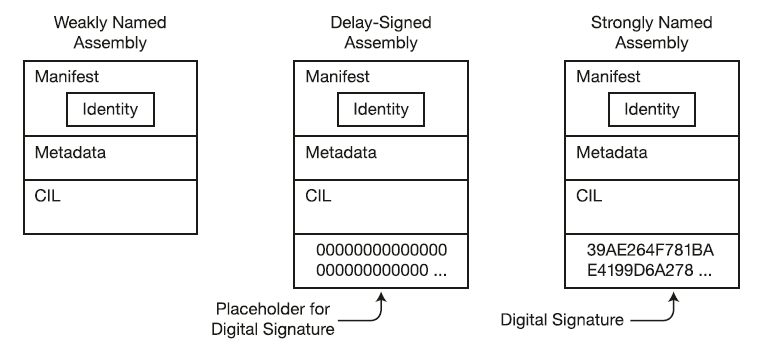 Weakly Named
Assembly
Manifest
Identity
Metadata
CIL
Delay-Signed
Assembly
Manifest
Identity
Metadata
CIL
00000000000000
000000000000 ...
Placeholder for
Digital Signature
Strongly Named
Assembly
Manifest
Identity
Metadata
CIL
39AE264F781BA
E4199D6A278 ...
Digital Signature